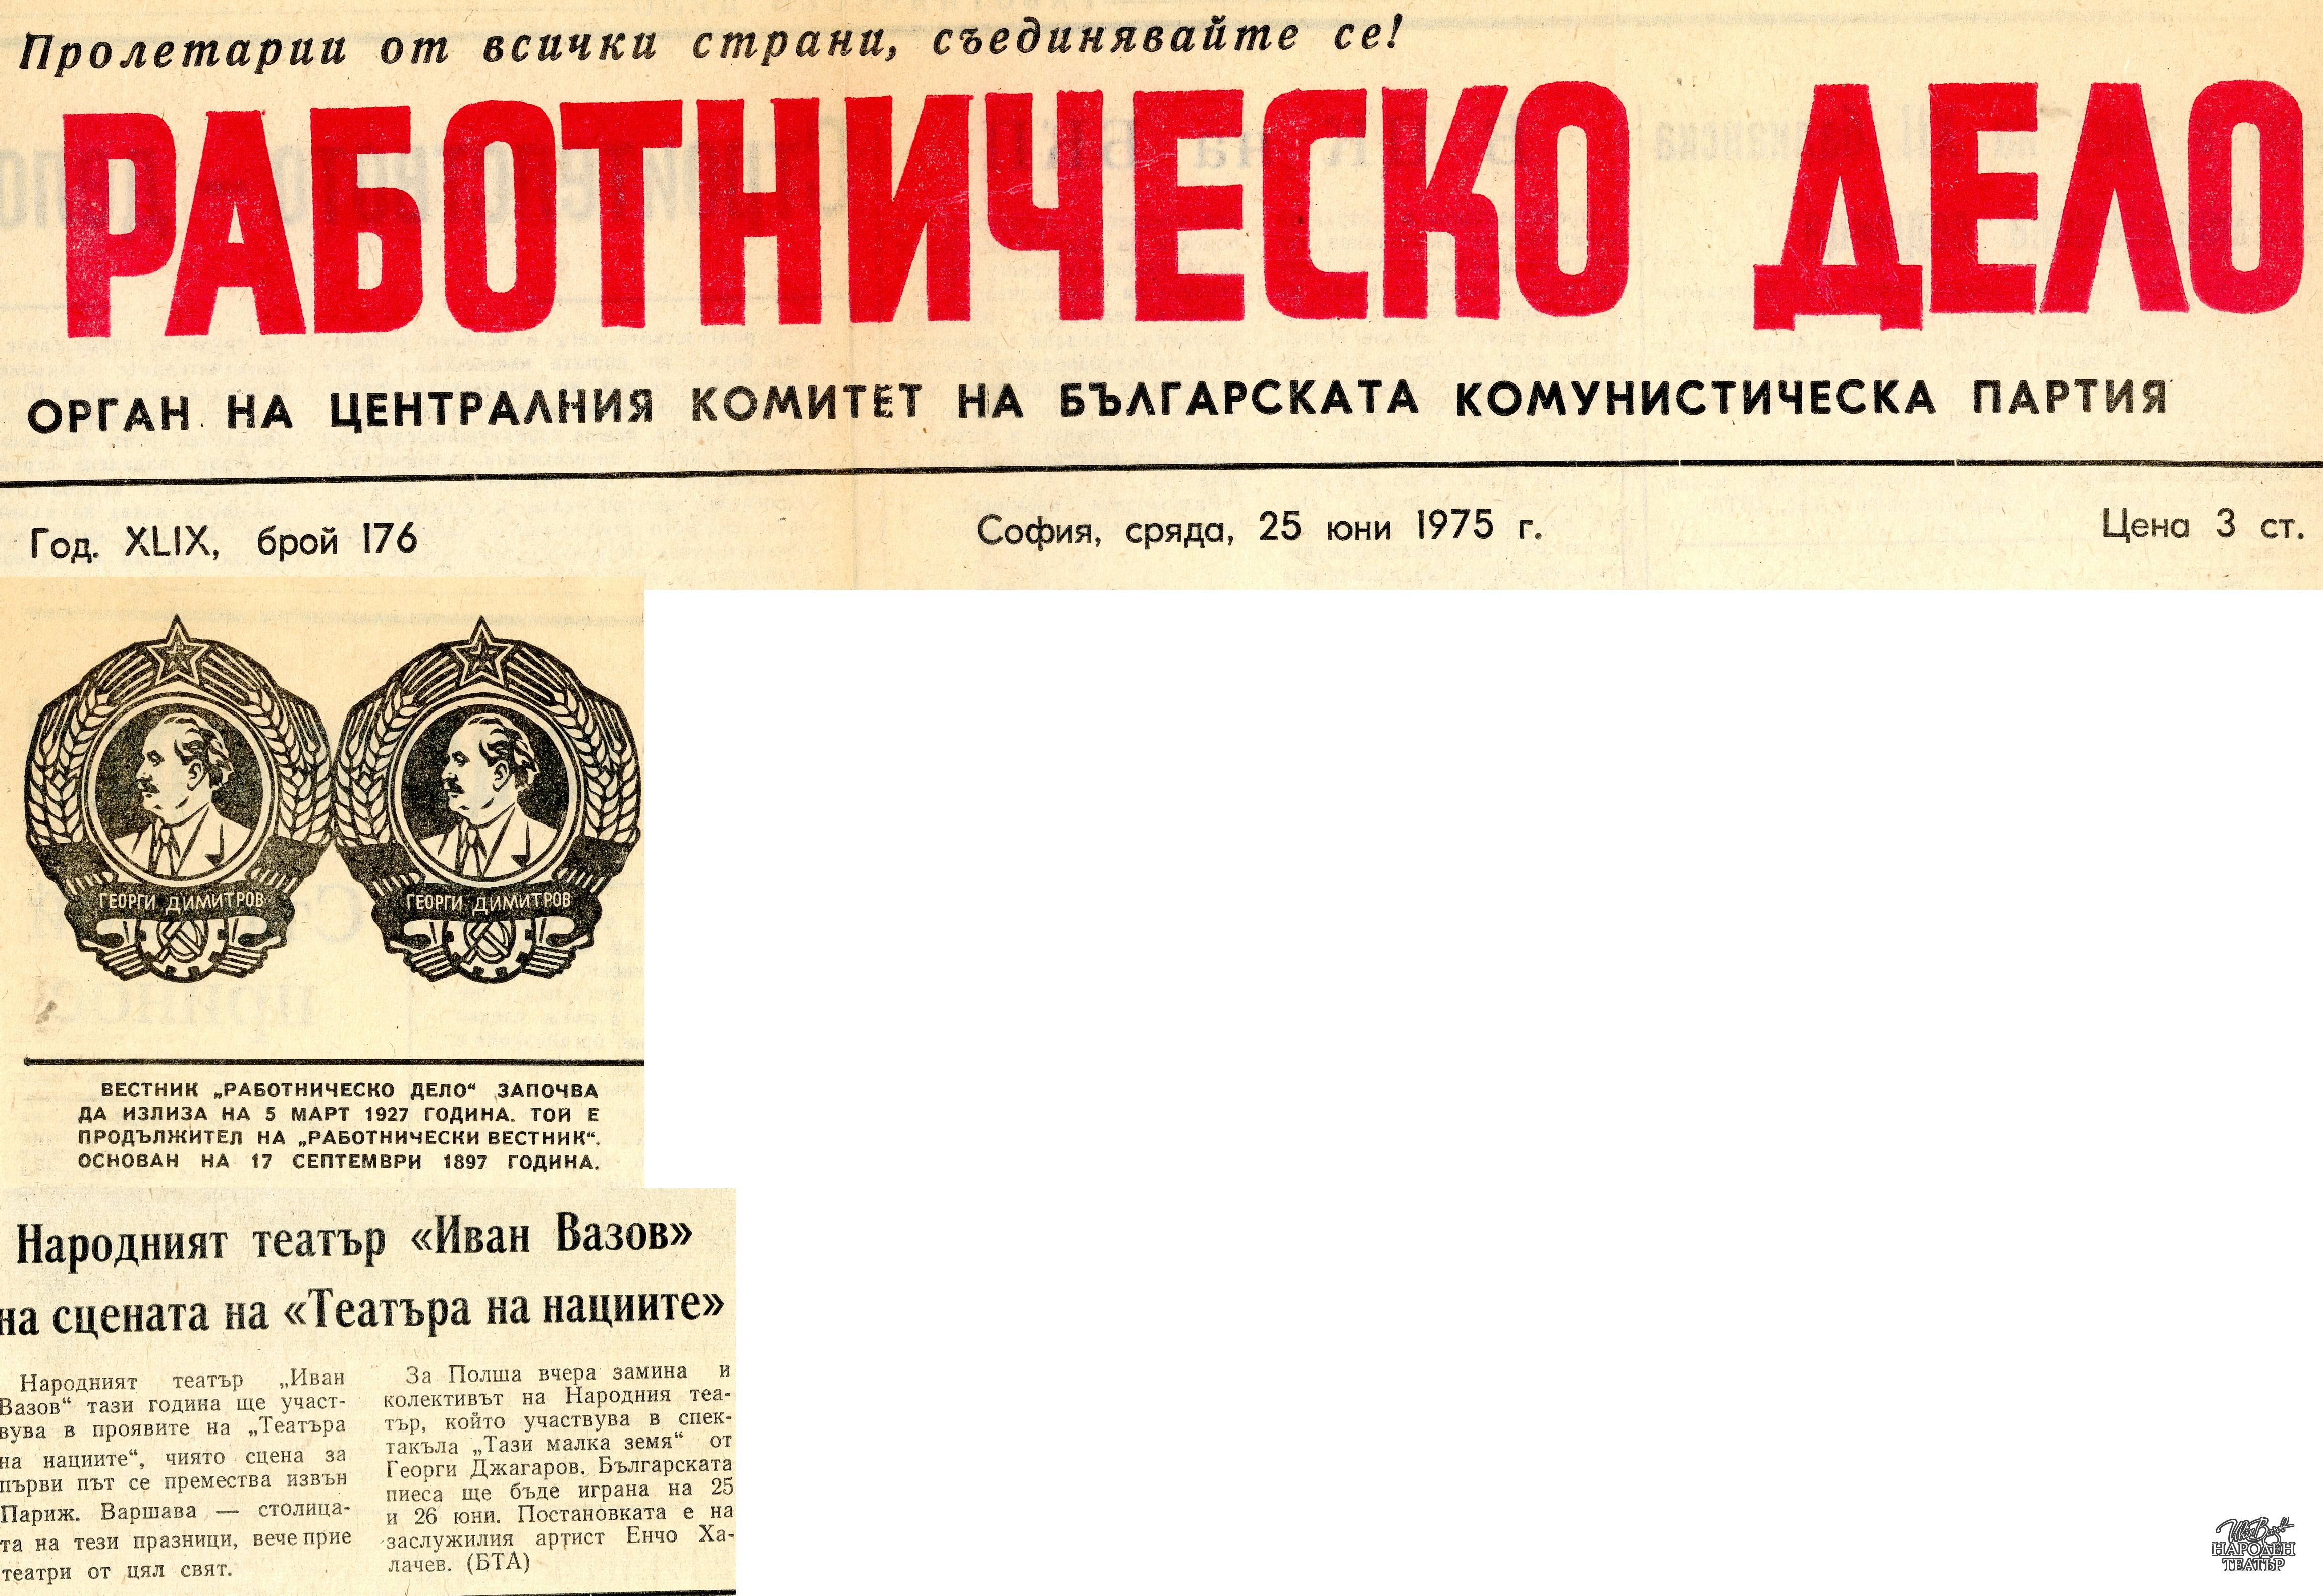 Пролетарии от всички страни, съединявайте се!
РАБОТНИЧЕСКО ДЕЛО
ОРГАН НА ЦЕНТРАЛНИЯ КОМИТЕТ НА БЪЛГАРСКАТА КОМУНИСТИЧЕСКА ПАРТИЯ
Год. XLIX, брой 176 София, сряда, 25 юни 1975 г. Цена 3 ст.
ГЕОРГИ ДИМИТРОВ ГЕОРГИ ДИМИТРОВ
ВЕСТНИК „РАБОТНИЧЕСКО ДЕЛО“ ЗАПОЧВА
ДА ИЗЛИЗА НА 5 МАРТ 1927 ГОДИНА. ТОЙ Е
ПРОДЪЛЖИТЕЛ НА „РАБОТНИЧЕСКИ ВЕСТНИК“,
ОСНОВАН НА 17 СЕПТЕМВРИ 1897 ГОДИНА.
Народният театър «Иван Вазов»
на сцената на «Театъра на нациите»
Народният театър „Иван
Вазов“ тази година ще участ-
вува в проявите на „Театъра
на нациите“, чиято сцена за
първи път се премества извън
Париж. Варшава — столица-
та на тези празници, вече прие
театри от цял свят.
За Полша вчера замина и
колективът на Народния теа-
тър, който участвува в спек-
такъла „Тази малка земя“ от
Георги Джагаров. Българската
пиеса ще бъде играна на 25
и 26 юни. Постановката е на
заслужилия артист Енчо Ха-
лачев. (БТА)
Иван Вазов
НАРОДЕН
ТЕАТЪР